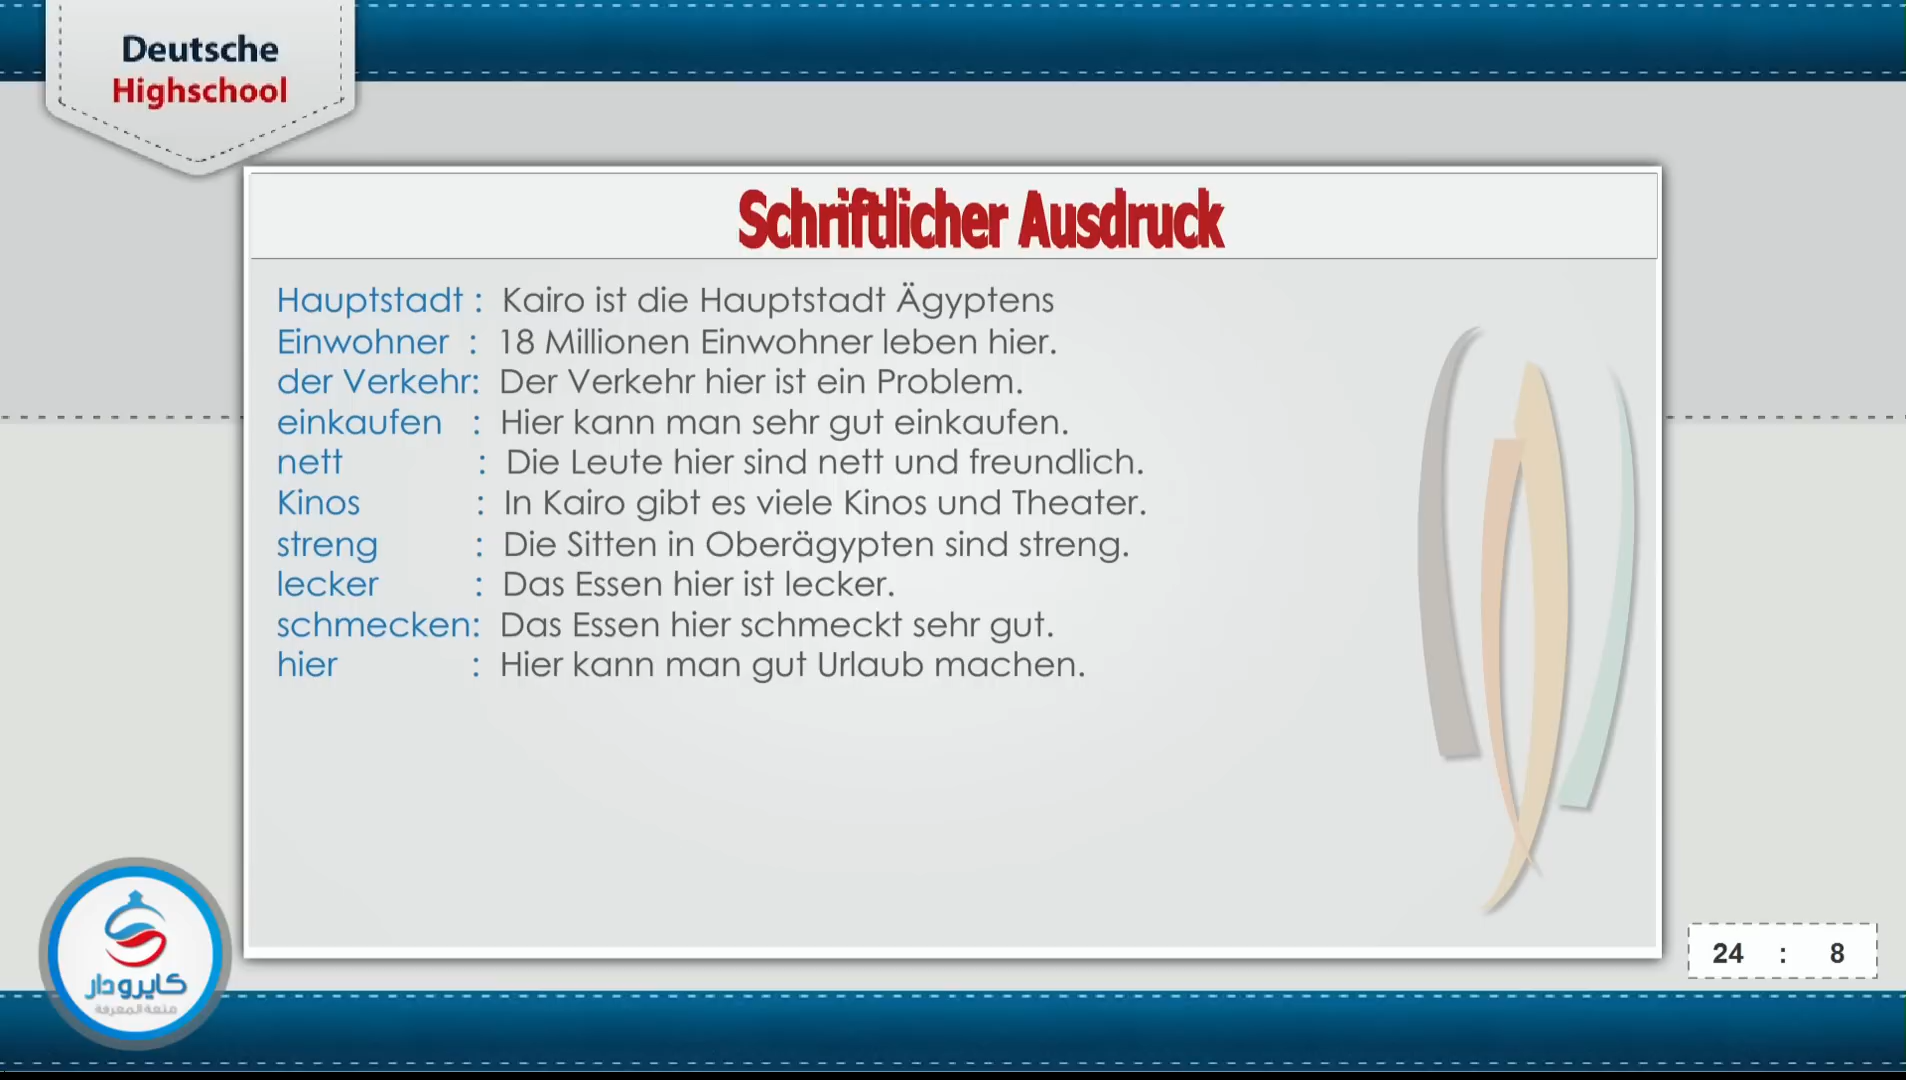 Deutsche
Highschool
Schriftlicher Ausdruck
Hauptstadt : Kairo ist die Hauptstadt Ägyptens
Einwohner : 18 Millionen Einwohner leben hier.
der Verkehr: Der Verkehr hier ist ein Problem.
einkaufen : Hier kann man sehr gut einkaufen.
nett : Die Leute hier sind nett und freundlich.
Kinos : In Kairo gibt es viele Kinos und Theater.
streng : Die Sitten in Oberägypten sind streng.
lecker : Das Essen hier ist lecker.
schmecken: Das Essen hier schmeckt sehr gut.
hier : Hier kann man gut Urlaub machen.
24 : 8
كايرودار
متعة المعرفة